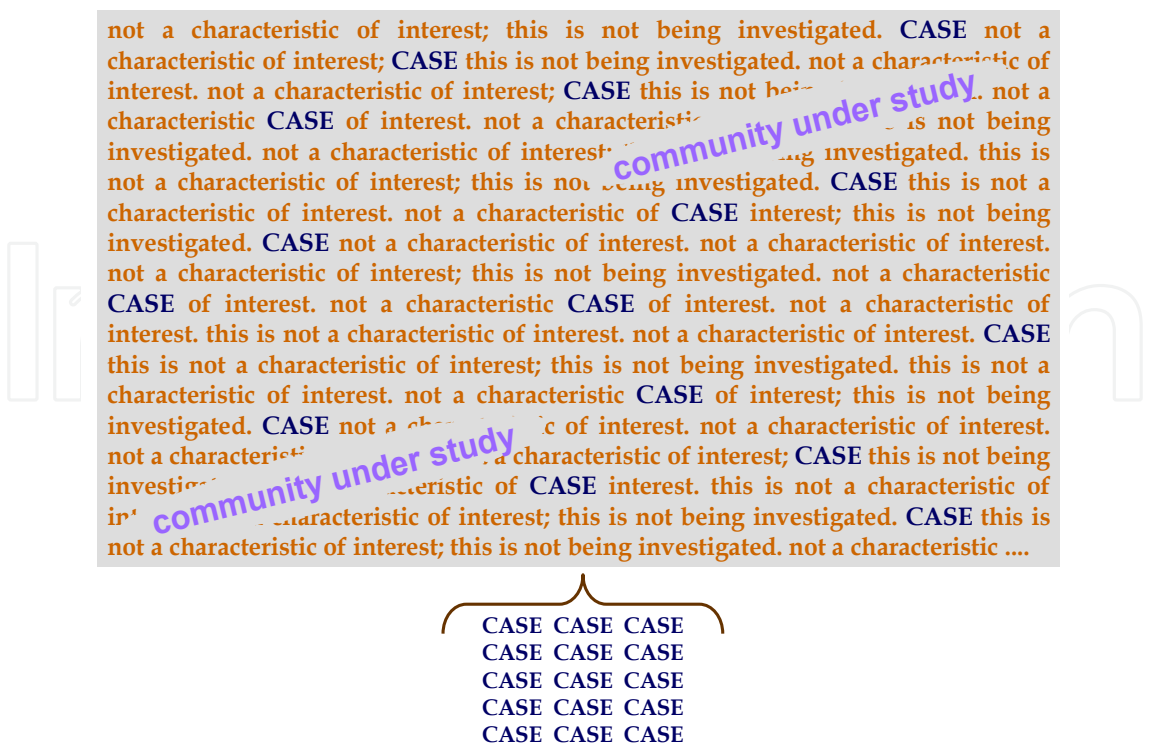 not a characteristic of interest; this is not being investigated. CASE not a
characteristic of interest; CASE this is not being investigated. not a characteristic of
interest. not a characteristic of interest; CASE this is not not a
characteristic CASE of interest. not a is not being
investigated. not a characteristic of interest; investigated. this is
community under study
not a characteristic of interest; this is not being investigated. CASE this is not a
characteristic of interest. not a characteristic of CASE interest; this is not being
investigated. CASE not a characteristic of interest. not a characteristic of interest.
not a characteristic of interest; this is not being investigated. not a characteristic
CASE of interest. not a characteristic CASE of interest. not a characteristic of
interest. this is not a characteristic of interest. not a characteristic of interest. CASE
this is not a characteristic of interest; this is not being investigated. this is not a
characteristic of interest. not a characteristic CASE of interest; this is not being
investigated. CASE not a of interest. not a characteristic of interest.
not a a characteristic of interest; CASE this is not being
of CASE interest. this is not a characteristic of
community under study
characteristic of interest; this is not being investigated. CASE this is
not a characteristic of interest; this is not being investigated. not a characteristic ....
CASE CASE CASE
CASE CASE CASE
CASE CASE CASE
CASE CASE CASE
CASE CASE CASE